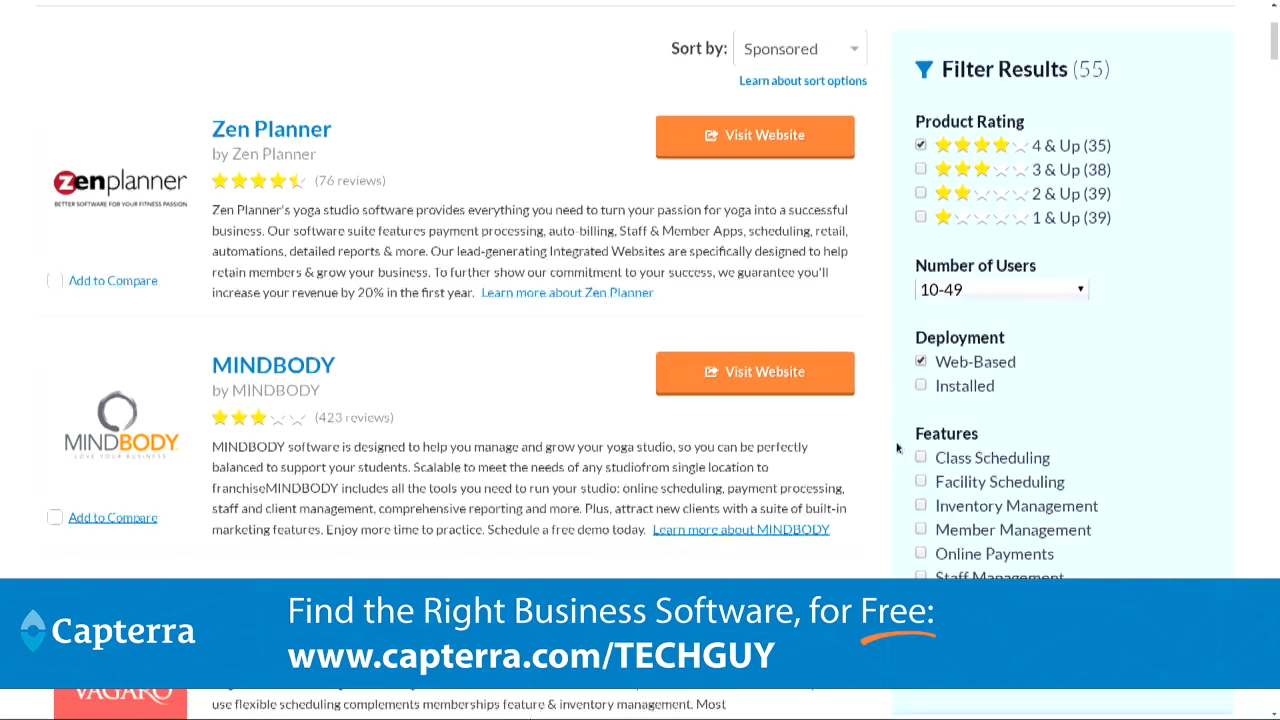 Sort by: Sponsored
Learn about sort options
Zen Planner
by Zen Planner
(76 reviews)
Visit Website
zenplanner
BETTER SOFTWARE FOR YOUR FITNESS PASSION
Zen Planner's yoga studio software provides everything you need to turn your passion for yoga into a successful
business. Our software suite features payment processing, auto-billing, Staff & Member Apps, scheduling, retail,
automations, detailed reports & more. Our lead-generating Integrated Websites are specifically designed to help
retain members & grow your business. To further show our commitment to your success, we guarantee you'll
increase your revenue by 20% in the first year. Learn more about Zen Planner
Add to Compare
MINDBODY
by MINDBODY
(423 reviews)
Visit Website
MINDBODY
LOVE YOUR BUSINESS
MINDBODY software is designed to help you manage and grow your yoga studio, so you can be perfectly
balanced to support your students. Scalable to meet the needs of any studiofrom single location to
franchiseMINDBODY includes all the tools you need to run your studio: online scheduling, payment processing,
staff and client management, comprehensive reporting and more. Plus, attract new clients with a suite of built-in
marketing features. Enjoy more time to practice. Schedule a free demo today. Learn more about MINDBODY
Add to Compare
Filter Results (55)
Product Rating
4 & Up (35)
3 & Up (38)
2 & Up (39)
1 & Up (39)
Number of Users
10-49
Deployment
Web-Based
Installed
Features
Class Scheduling
Facility Scheduling
Inventory Management
Member Management
Online Payments
Staff Management
Capterra
Find the Right Business Software, for Free:
www.capterra.com/TECHGUY
VAGARO
use flexible scheduling complements memberships feature & inventory management. Most